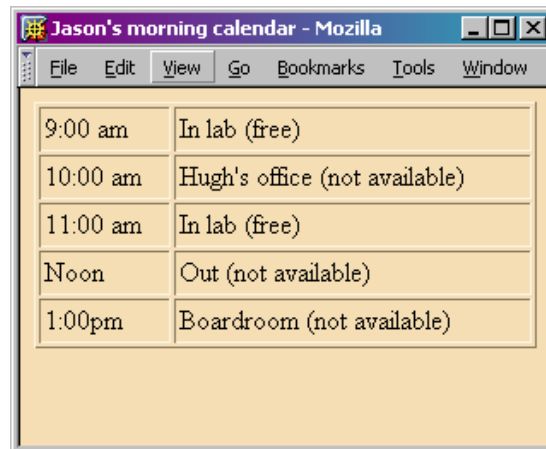 Jason's morning calendar - Mozilla
File Edit View Go Bookmarks Tools Window
9:00 am In lab (free)
10:00 am Hugh's office (not available)
11:00 am In lab (free)
Noon Out (not available)
1:00pm Boardroom (not available)